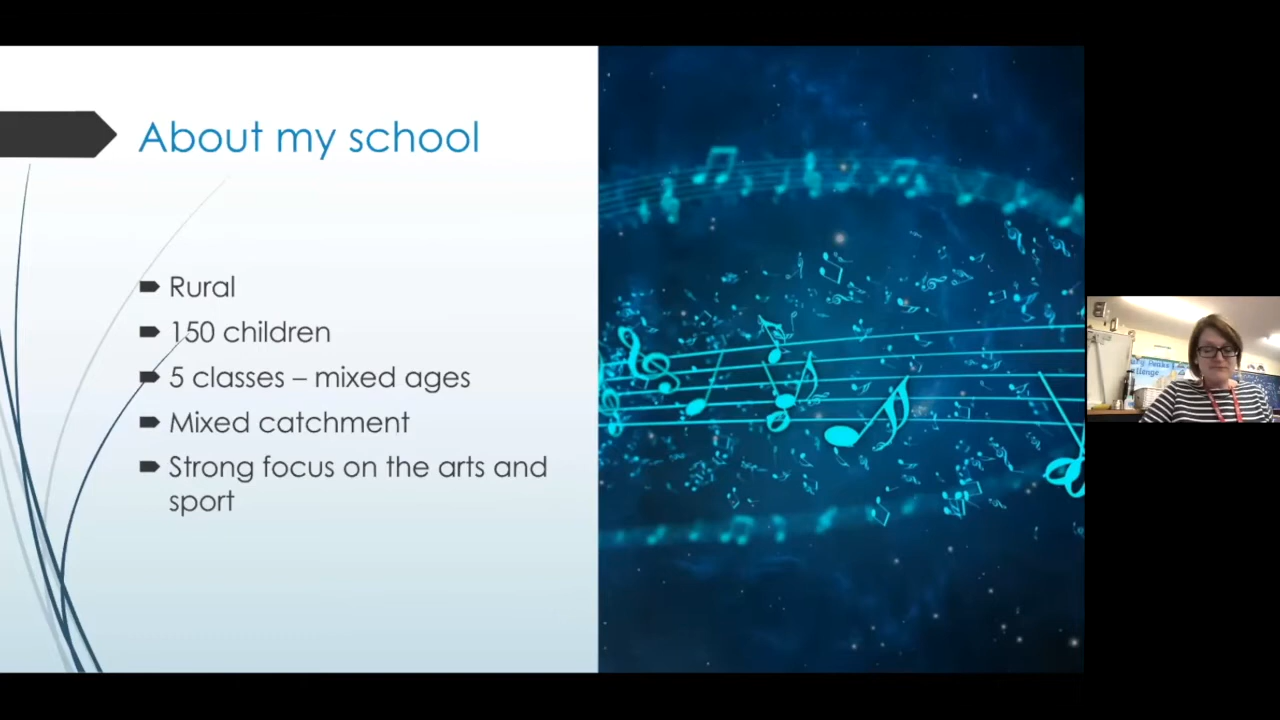 About my school
Rural
150 children
5 classes – mixed ages
Mixed catchment
Strong focus on the arts and
sport